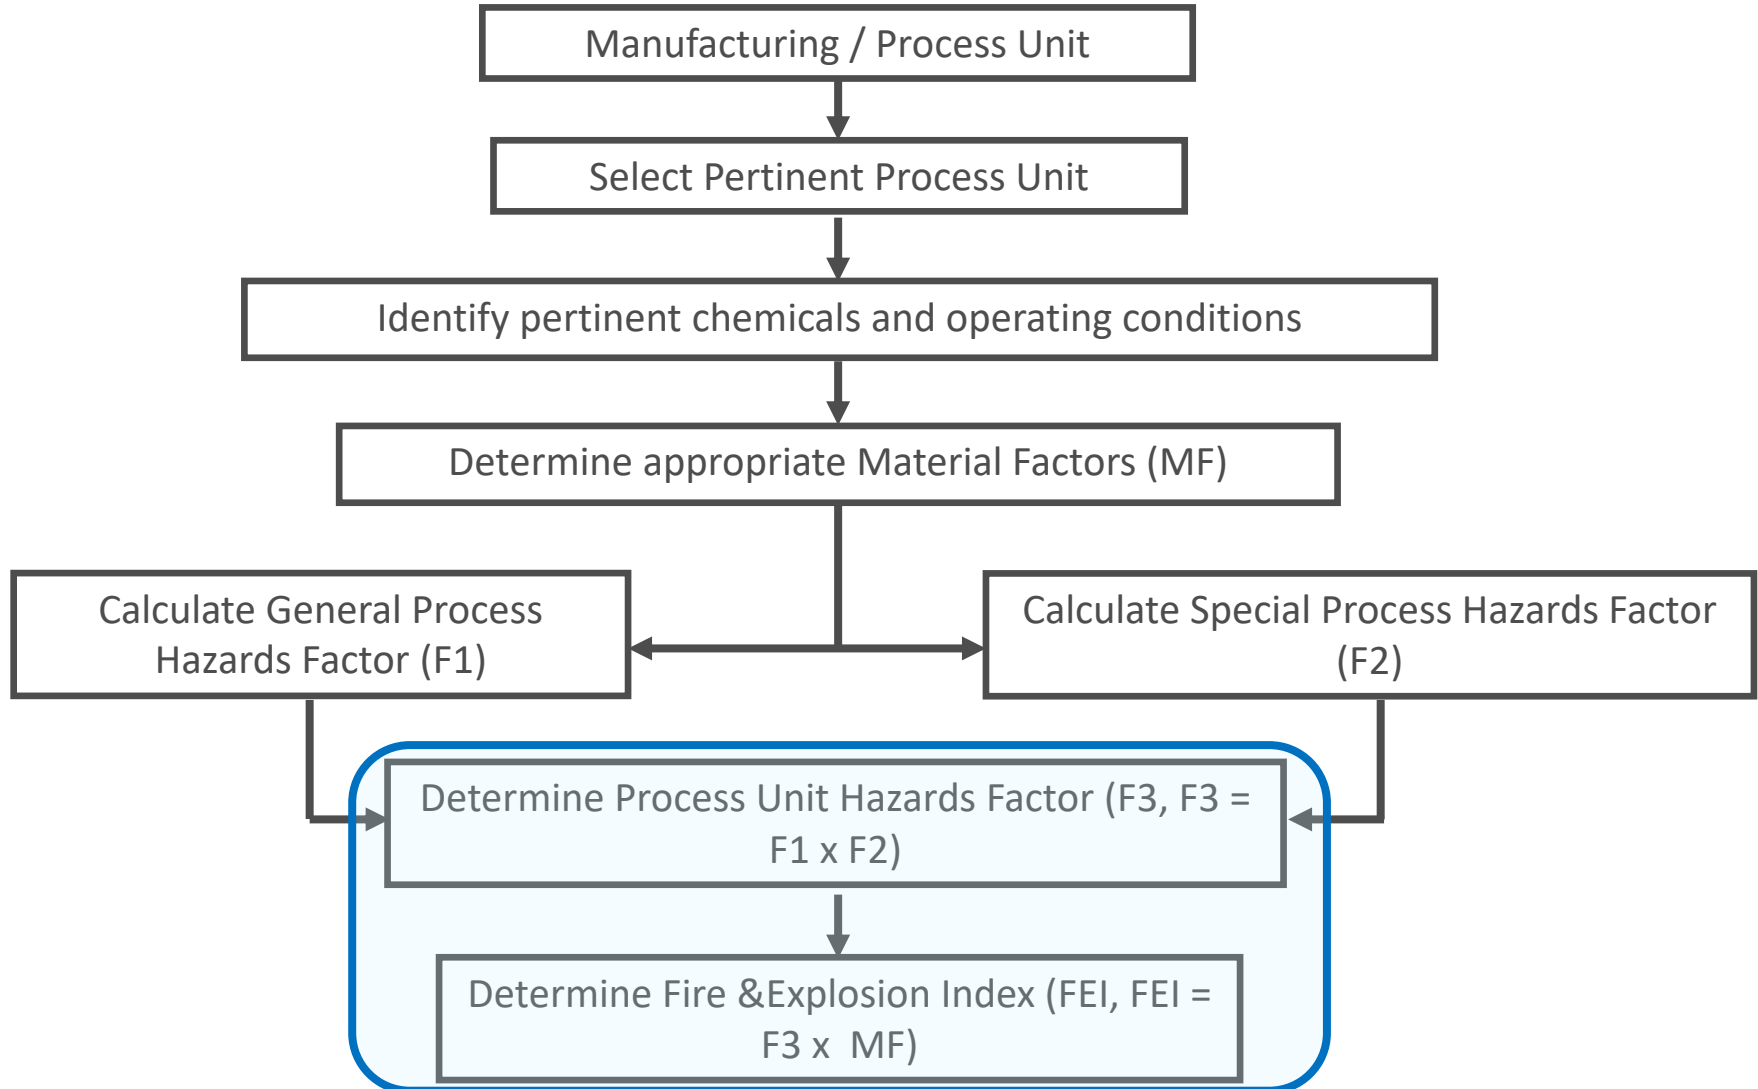 Manufacturing / Process Unit
Select Pertinent Process Unit
Identify pertinent chemicals and operating conditions
Determine appropriate Material Factors (MF)
Calculate General Process
Hazards Factor (F1)
Calculate Special Process Hazards Factor
(F2)
Determine Process Unit Hazards Factor (F3, F3 =
F1 x F2)
Determine Fire &Explosion Index (FEI, FEI =
F3 x  MF)